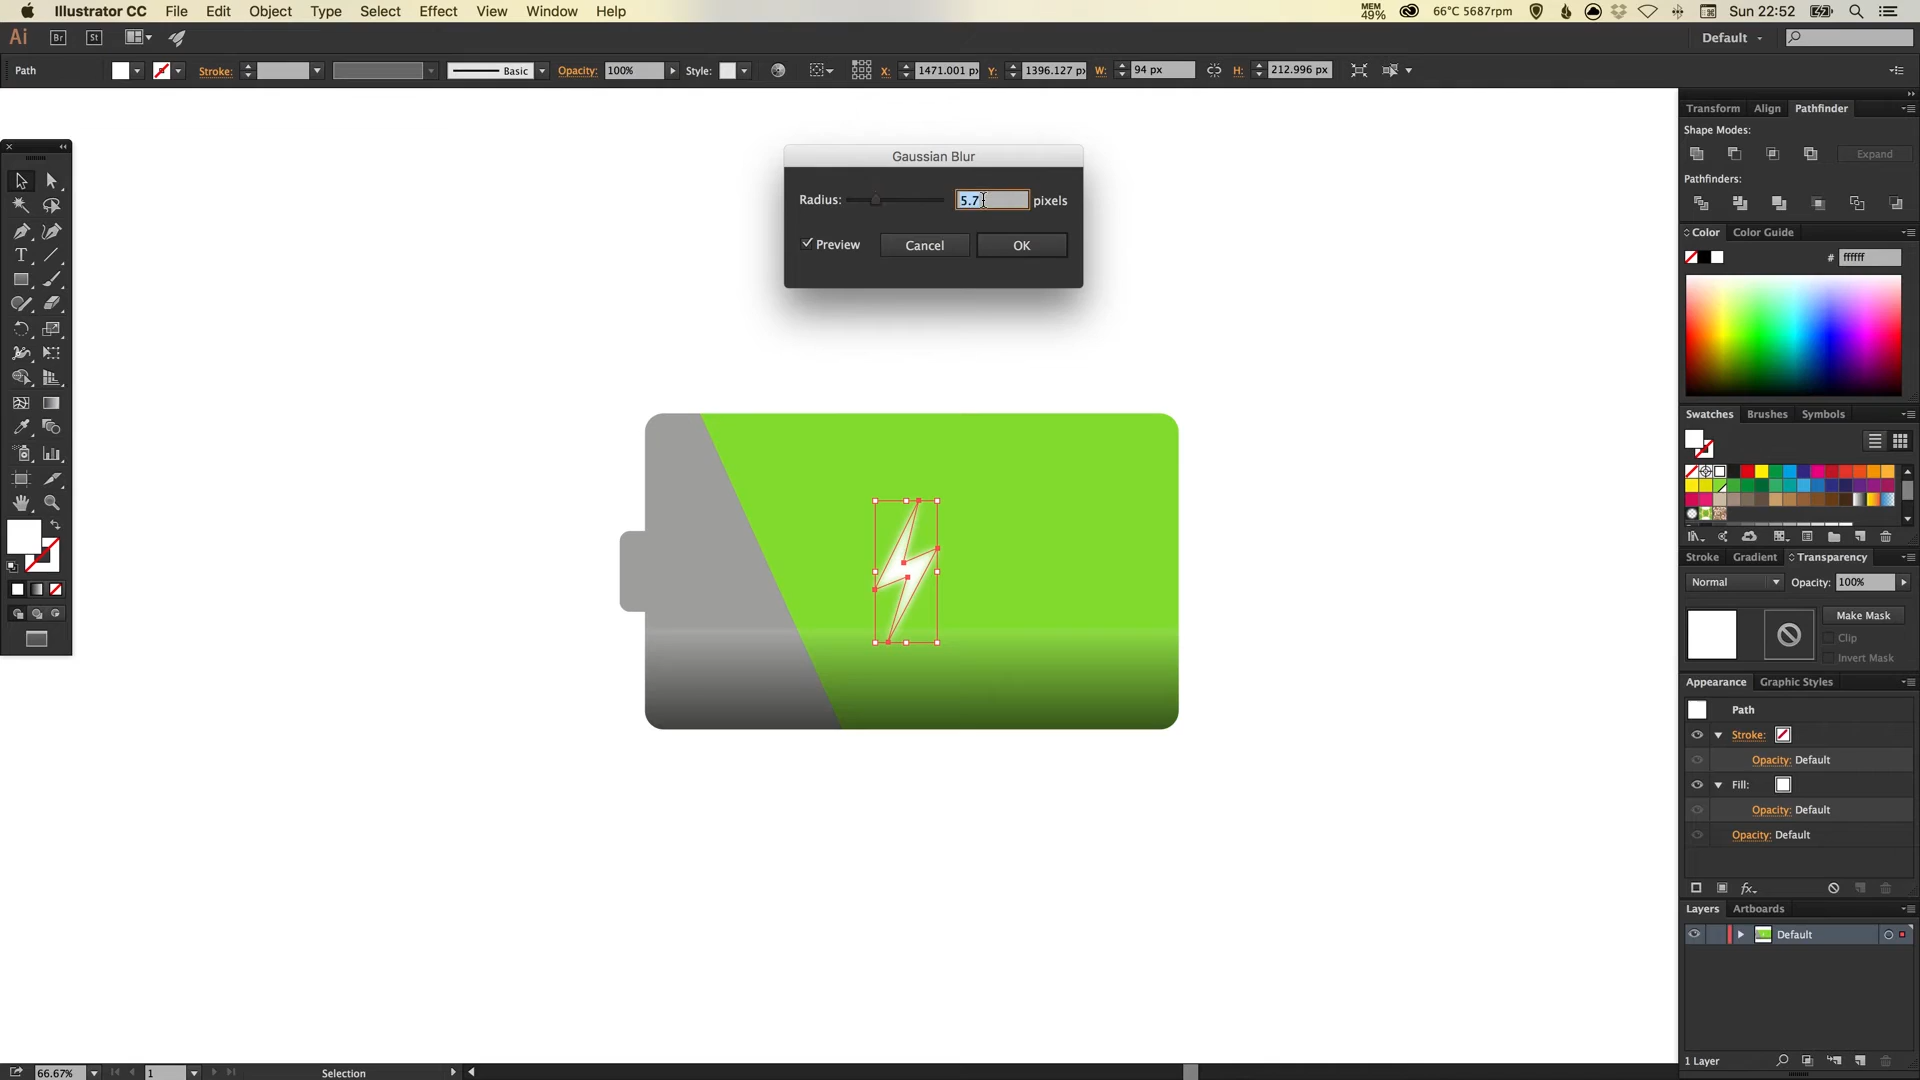 Illustrator CC File Edit Object Type Select Effect View Window Help MEM 49% 66°C 5687rpm Sun 22:52
Ai Br St Default
Path Stroke: Basic Opacity: 100% Style: X: 1471.001 px Y: 1396.127 px W: 94 px H: 212.996 px
Transform Align Pathfinder
Shape Modes:
Expand
Pathfinders:
Gaussian Blur
Radius: 5.7 pixels
Preview Cancel OK
Color Color Guide
# ffffff
Swatches Brushes Symbols
Stroke Gradient Transparency
Normal Opacity: 100%
Make Mask
Clip
Invert Mask
Appearance Graphic Styles
Path
Stroke:
Opacity: Default
Fill:
Opacity: Default
Opacity: Default
fx
Layers Artboards
Default
1 Layer
66.67% 1 Selection